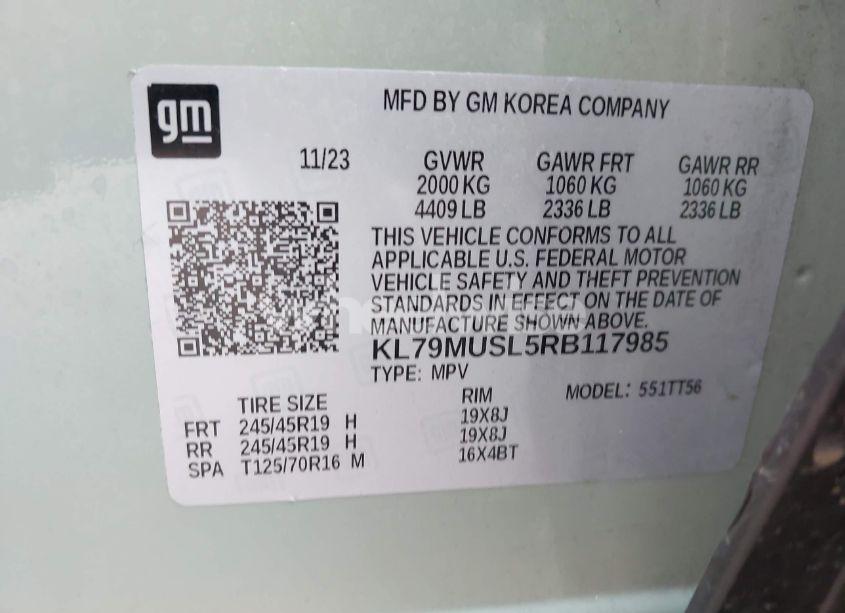 gm
MFD BY GM KOREA COMPANY
11/23 GVWR GAWR FRT GAWR RR
2000 KG 1060 KG 1060 KG
4409 LB 2336 LB 2336 LB
THIS VEHICLE CONFORMS TO ALL
APPLICABLE U.S. FEDERAL MOTOR
VEHICLE SAFETY AND THEFT PREVENTION
STANDARDS IN EFFECT ON THE DATE OF
MANUFACTURE SHOWN ABOVE.
KL79MUSL5RB117985
TYPE: MPV MODEL: 551TT56
TIRE SIZE RIM
FRT 245/45R19 H 19X8J
RR 245/45R19 H 19X8J
SPA T125/70R16 M 16X4BT